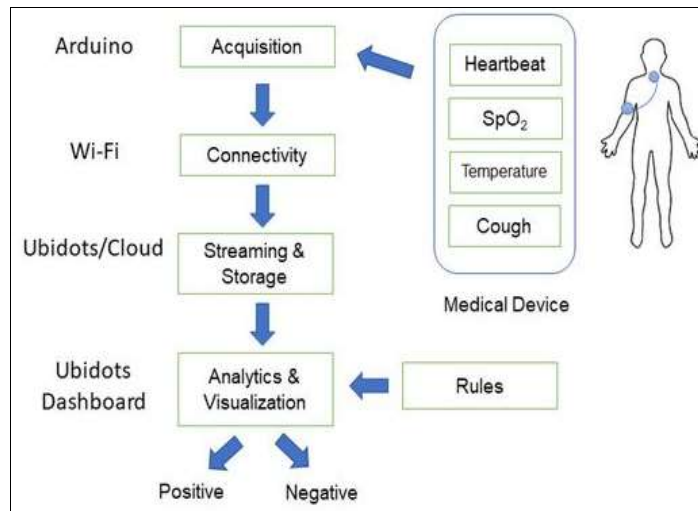 Arduino
Acquisition
Heartbeat
SpO₂
Temperature
Cough
Medical Device
Wi-Fi
Connectivity
Ubidots/Cloud
Streaming &
Storage
Ubidots
Dashboard
Analytics &
Visualization
Rules
Positive
Negative